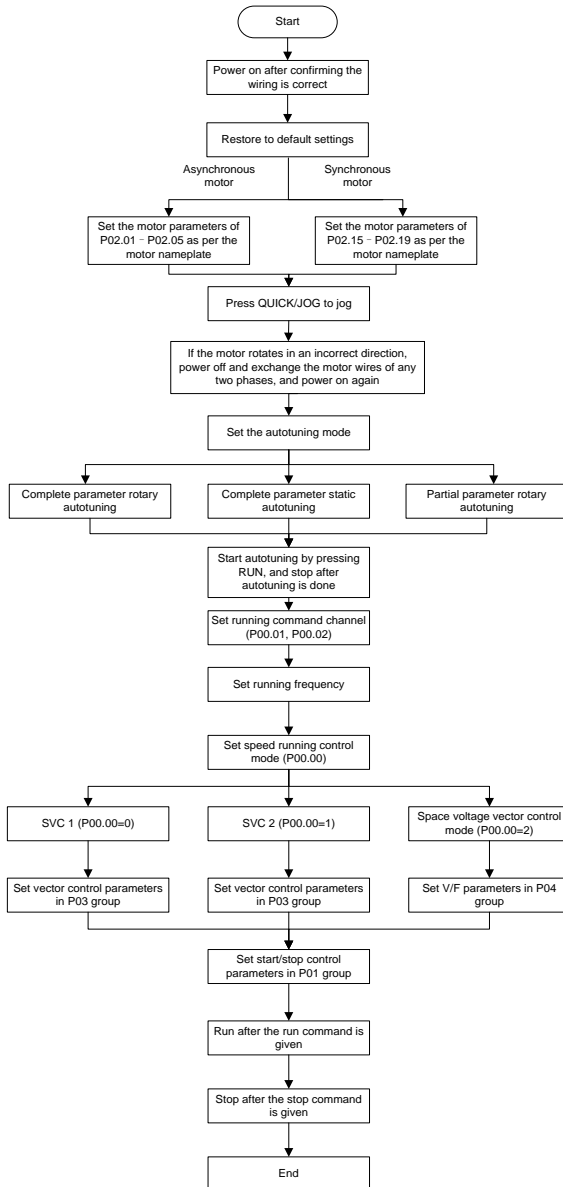 Start
Power on after confirming the
wiring is correct
Restore to default settings
Asynchronous
motor
Synchronous
motor
Set the motor parameters of
P02.01–P02.05 as per the
motor nameplate
Set the motor parameters of
P02.15–P02.19 as per the
motor nameplate
Press QUICK/JOG to jog
If the motor rotates in an incorrect direction,
power off and exchange the motor wires of any
two phases, and power on again
Set the autotuning mode
Complete parameter rotary
autotuning
Complete parameter static
autotuning
Partial parameter rotary
autotuning
Start autotuning by pressing
RUN, and stop after
autotuning is done
Set running command channel
(P00.01, P00.02)
Set running frequency
Set speed running control
mode (P00.00)
SVC 1 (P00.00=0)
SVC 2 (P00.00=1)
Space voltage vector control
mode (P00.00=2)
Set vector control parameters
in P03 group
Set vector control parameters
in P03 group
Set V/F parameters in P04
group
Set start/stop control
parameters in P01 group
Run after the run command is
given
Stop after the stop command
is given
End